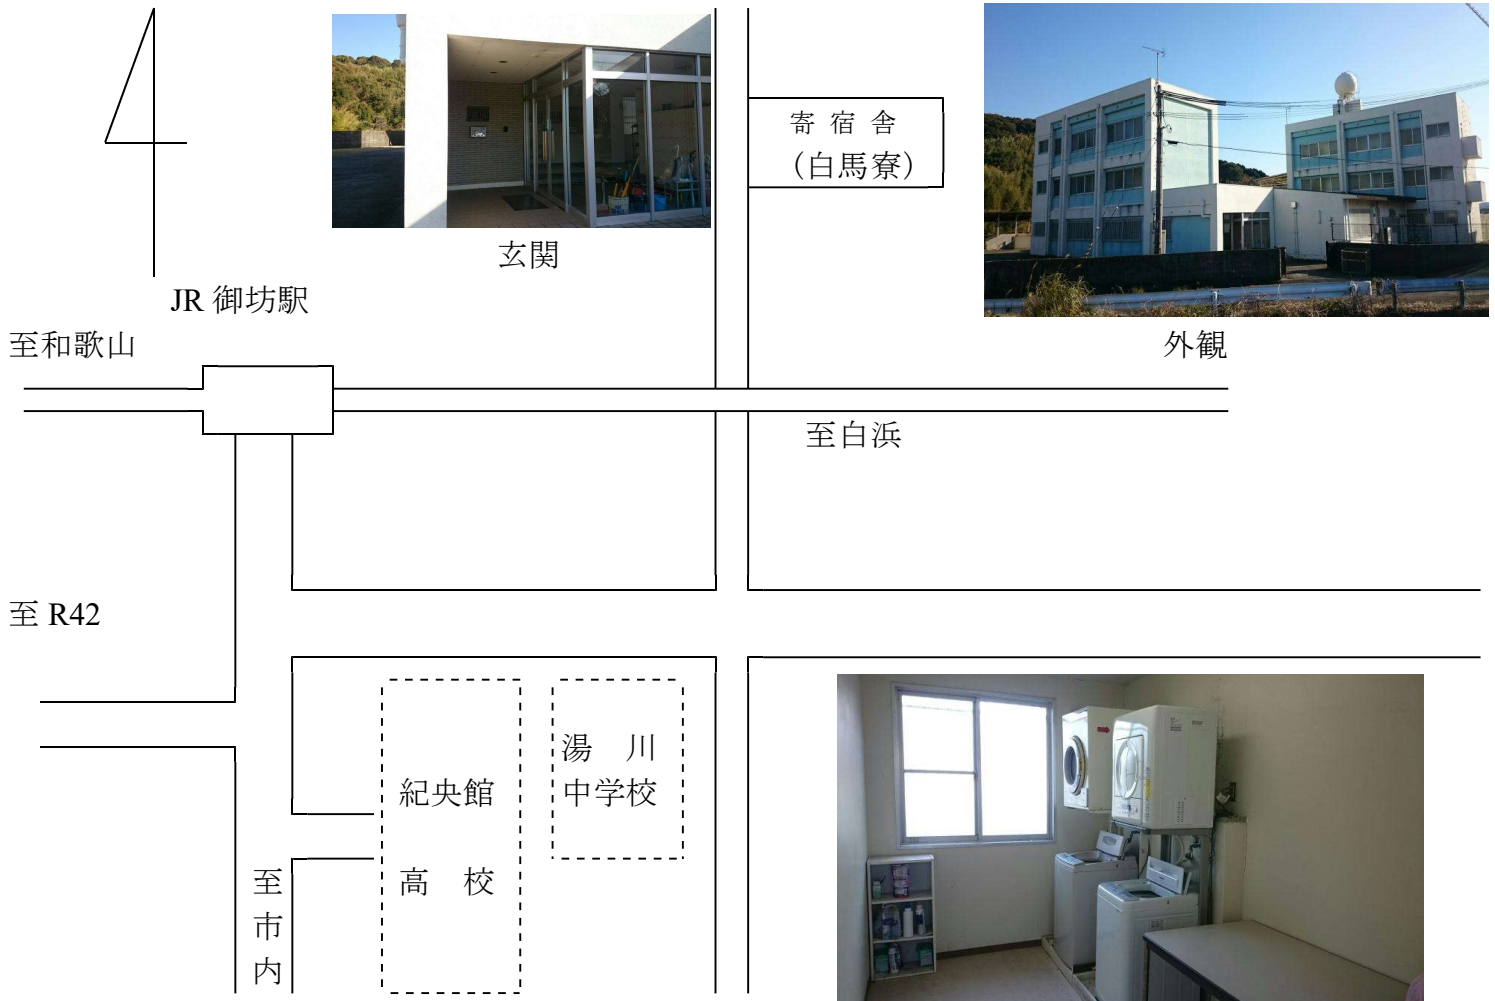 寄宿舎
（白馬寮）
玄関
JR 御坊駅
至和歌山
外観
至白浜
至 R42
湯　川
中学校
紀央館
高　校
至市内